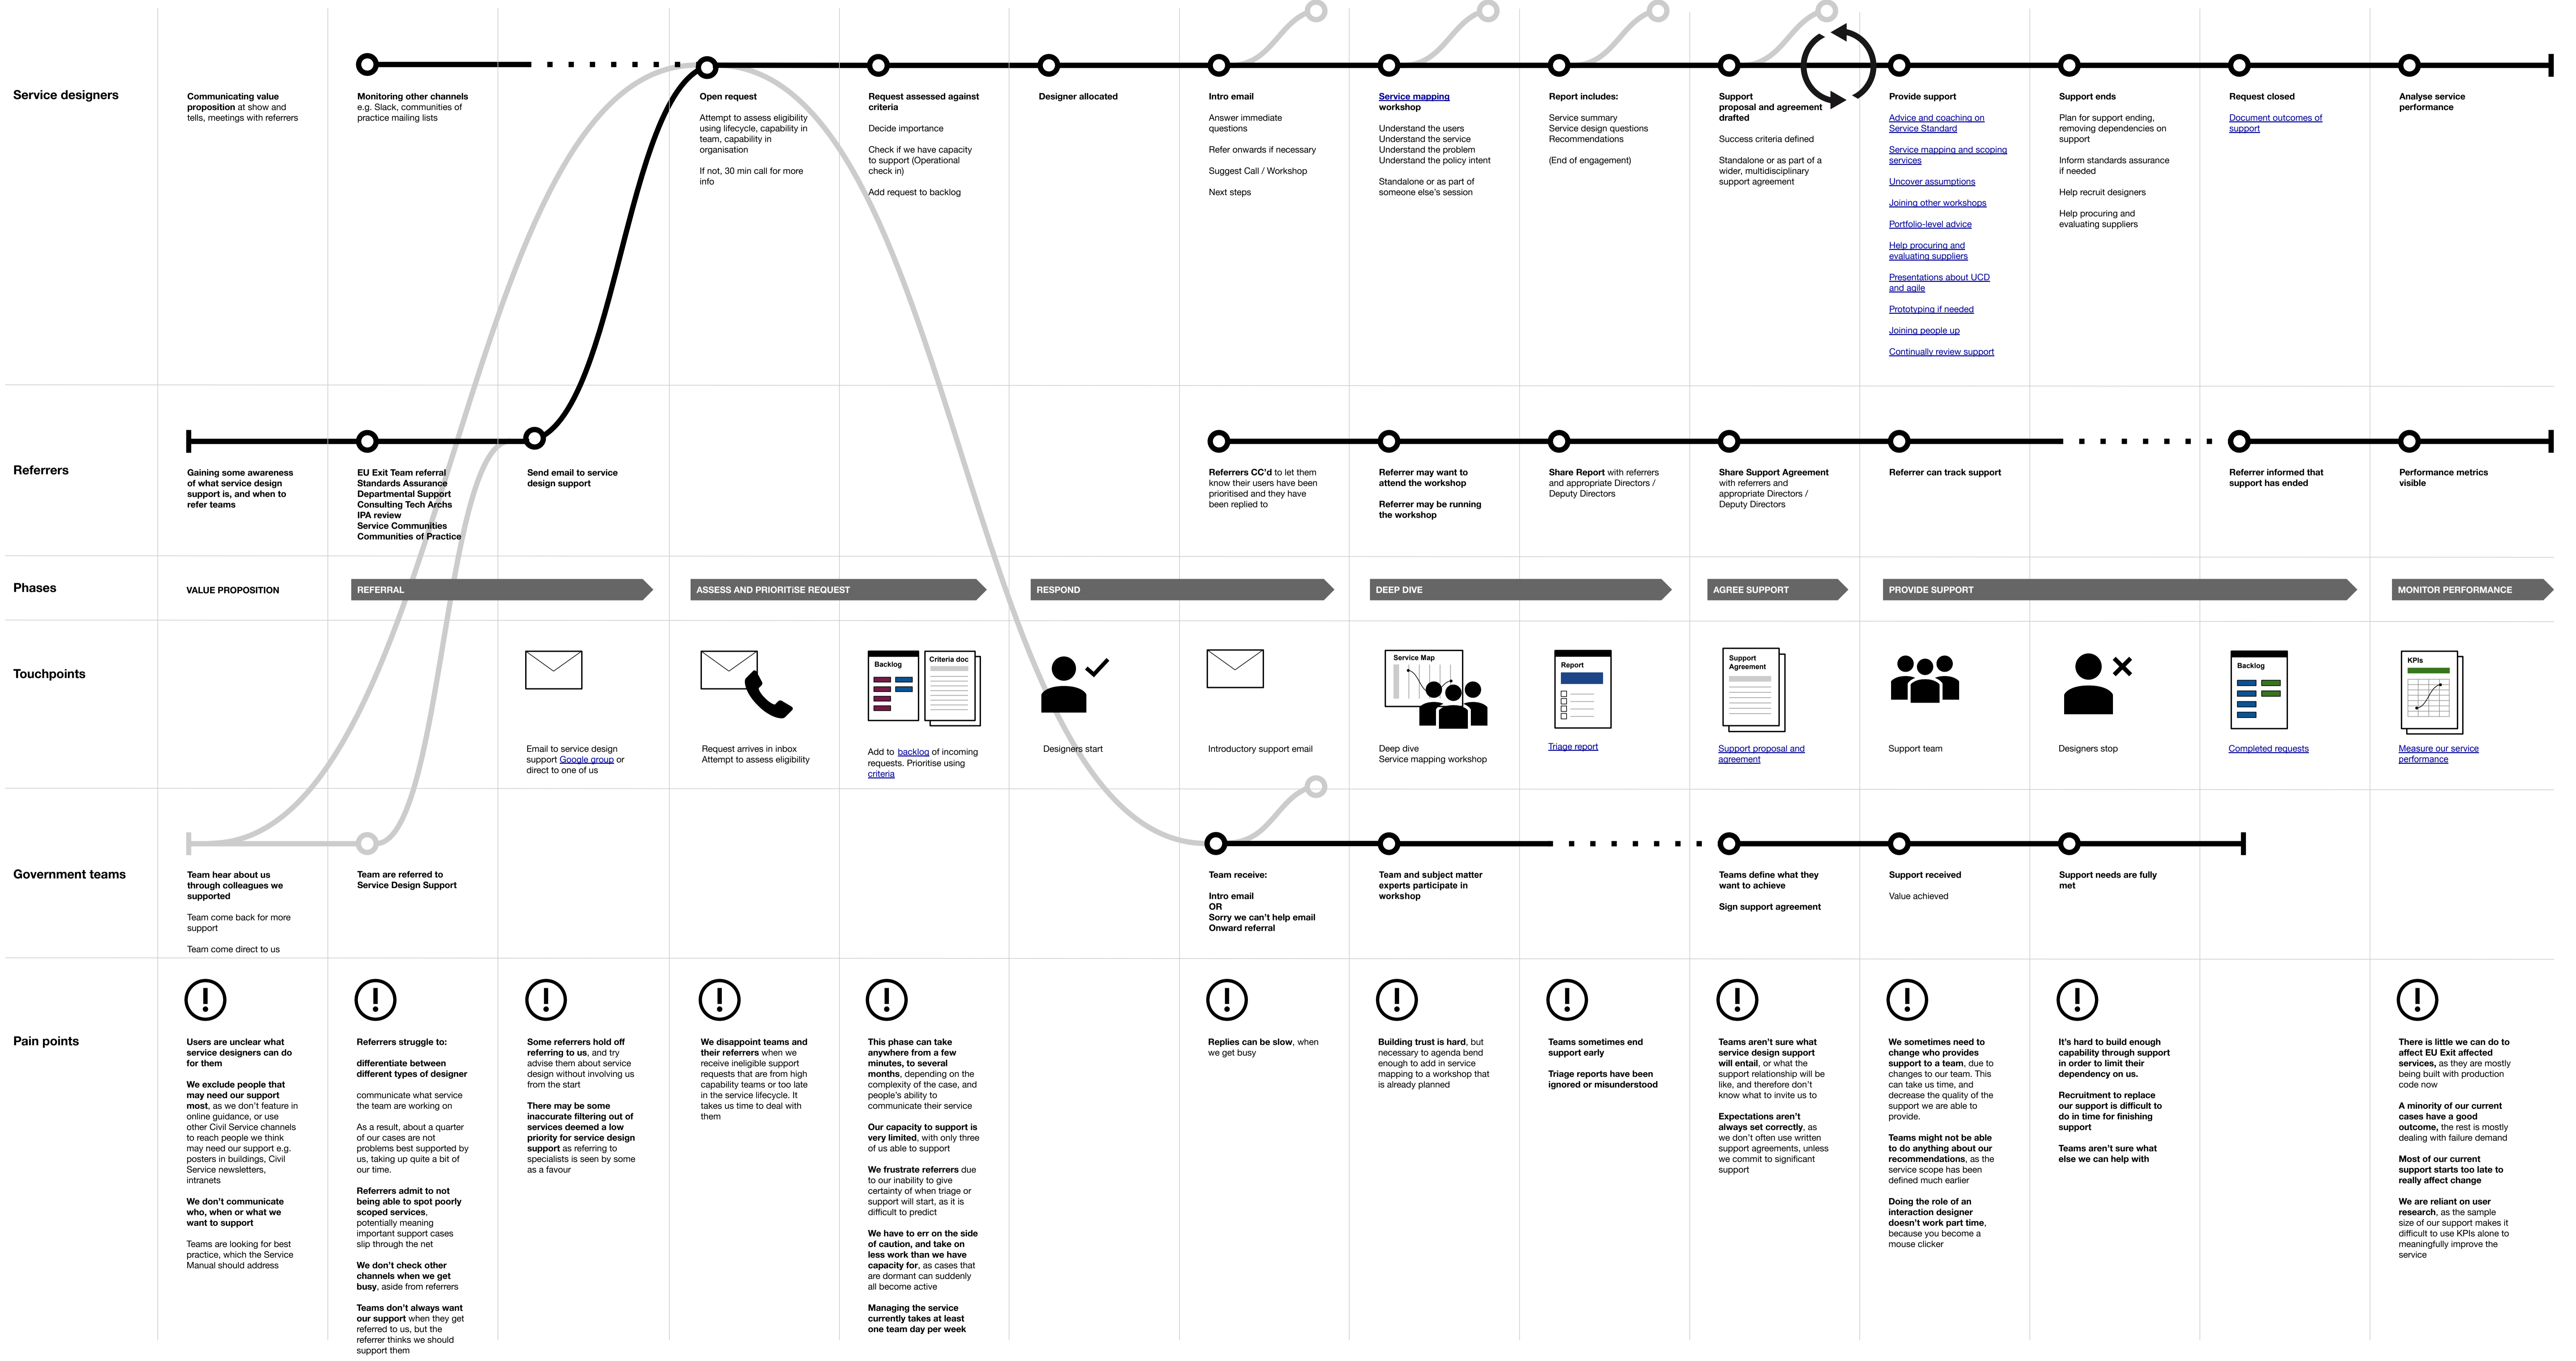 Service designers
Communicating value
proposition at show and
tells, meetings with referrers
Monitoring other channels
e.g. Slack, communities of
practice mailing lists
Open request
Attempt to assess eligibility
using lifecycle, capability in
team, capability in
organisation
If not, 30 min call for more
info
Request assessed against
criteria
Decide importance
Check if we have capacity
to support (Operational
check in)
Add request to backlog
Designer allocated
Intro email
Answer immediate
questions
Refer onwards if necessary
Suggest Call / Workshop
Next steps
Service mapping
workshop
Understand the users
Understand the service
Understand the problem
Understand the policy intent
Standalone or as part of
someone else's session
Report includes:
Service summary
Service design questions
Recommendations
(End of engagement)
Support
proposal and agreement
drafted
Success criteria defined
Standalone or as part of a
wider, multidisciplinary
support agreement
Provide support
Advice and coaching on
Service Standard
Service mapping and scoping
services
Uncover assumptions
Joining other workshops
Portfolio-level advice
Help procuring and
evaluating suppliers
Presentations about UCD
and agile
Prototyping if needed
Joining people up
Continually review support
Support ends
Plan for support ending,
removing dependencies on
support
Inform standards assurance
if needed
Help recruit designers
Help procuring and
evaluating suppliers
Request closed
Document outcomes of
support
Analyse service
performance
Referrers
Gaining some awareness
of what service design
support is, and when to
refer teams
EU Exit Team referral
Standards Assurance
Departmental Support
Consulting Tech Archs
IPA review
Service Communities
Communities of Practice
Send email to service
design support
Referrers CC'd to let them
know their users have been
prioritised and they have
been replied to
Referrer may want to
attend the workshop
Referrer may be running
the workshop
Share Report with referrers
and appropriate Directors /
Deputy Directors
Share Support Agreement
with referrers and
appropriate Directors /
Deputy Directors
Referrer can track support
Referrer informed that
support has ended
Performance metrics
visible
Phases
VALUE PROPOSITION
REFERRAL
ASSESS AND PRIORITiSE REQUEST
RESPOND
DEEP DIVE
AGREE SUPPORT
PROVIDE SUPPORT
MONITOR PERFORMANCE
Touchpoints
Email to service design
support Google group or
direct to one of us
Request arrives in inbox
Attempt to assess eligibility
Backlog
Criteria doc
Add to backlog of incoming
requests. Prioritise using
criteria
Designers start
Introductory support email
Service Map
Deep dive
Service mapping workshop
Report
Triage report
Support
Agreement
Support proposal and
agreement
Support team
Designers stop
Backlog
Completed requests
KPIs
Measure our service
performance
Government teams
Team hear about us
through colleagues we
supported
Team come back for more
support
Team come direct to us
Team are referred to
Service Design Support
Team receive:
Intro email
OR
Sorry we can't help email
Onward referral
Team and subject matter
experts participate in
workshop
Teams define what they
want to achieve
Sign support agreement
Support received
Value achieved
Support needs are fully
met
Pain points
Users are unclear what
service designers can do
for them
We exclude people that
may need our support
most, as we don't feature in
online guidance, or use
other Civil Service channels
to reach people we think
may need our support e.g.
posters in buildings, Civil
Service newsletters,
intranets
We don't communicate
who, when or what we
want to support
Teams are looking for best
practice, which the Service
Manual should address
Referrers struggle to:
differentiate between
different types of designer
communicate what service
the team are working on
As a result, about a quarter
of our cases are not
problems best supported by
us, taking up quite a bit of
our time.
Referrers admit to not
being able to spot poorly
scoped services,
potentially meaning
important support cases
slip through the net
We don't check other
channels when we get
busy, aside from referrers
Teams don't always want
our support when they get
referred to us, but the
referrer thinks we should
support them
Some referrers hold off
referring to us, and try
advise them about service
design without involving us
from the start
There may be some
inaccurate filtering out of
services deemed a low
priority for service design
support as referring to
specialists is seen by some
as a favour
We disappoint teams and
their referrers when we
receive ineligible support
requests that are from high
capability teams or too late
in the service lifecycle. It
takes us time to deal with
them
This phase can take
anywhere from a few
minutes, to several
months, depending on the
complexity of the case, and
people's ability to
communicate their service
Our capacity to support is
very limited, with only three
of us able to support
We frustrate referrers due
to our inability to give
certainty of when triage or
support will start, as it is
difficult to predict
We have to err on the side
of caution, and take on
less work than we have
capacity for, as cases that
are dormant can suddenly
all become active
Managing the service
currently takes at least
one team day per week
Replies can be slow, when
we get busy
Building trust is hard, but
necessary to agenda bend
enough to add in service
mapping to a workshop that
is already planned
Teams sometimes end
support early
Triage reports have been
ignored or misunderstood
Teams aren't sure what
service design support
will entail, or what the
support relationship will be
like, and therefore don't
know what to invite us to
Expectations aren't
always set correctly, as
we don't often use written
support agreements, unless
we commit to significant
support
We sometimes need to
change who provides
support to a team, due to
changes to our team. This
can take us time, and
decrease the quality of the
support we are able to
provide.
Teams might not be able
to do anything about our
recommendations, as the
service scope has been
defined much earlier
Doing the role of an
interaction designer
doesn't work part time,
because you become a
mouse clicker
It's hard to build enough
capability through support
in order to limit their
dependency on us.
Recruitment to replace
our support is difficult to
do in time for finishing
support
Teams aren't sure what
else we can help with
There is little we can do to
affect EU Exit affected
services, as they are mostly
being built with production
code now
A minority of our current
cases have a good
outcome, the rest is mostly
dealing with failure demand
Most of our current
support starts too late to
really affect change
We are reliant on user
research, as the sample
size of our support makes it
difficult to use KPIs alone to
meaningfully improve the
service